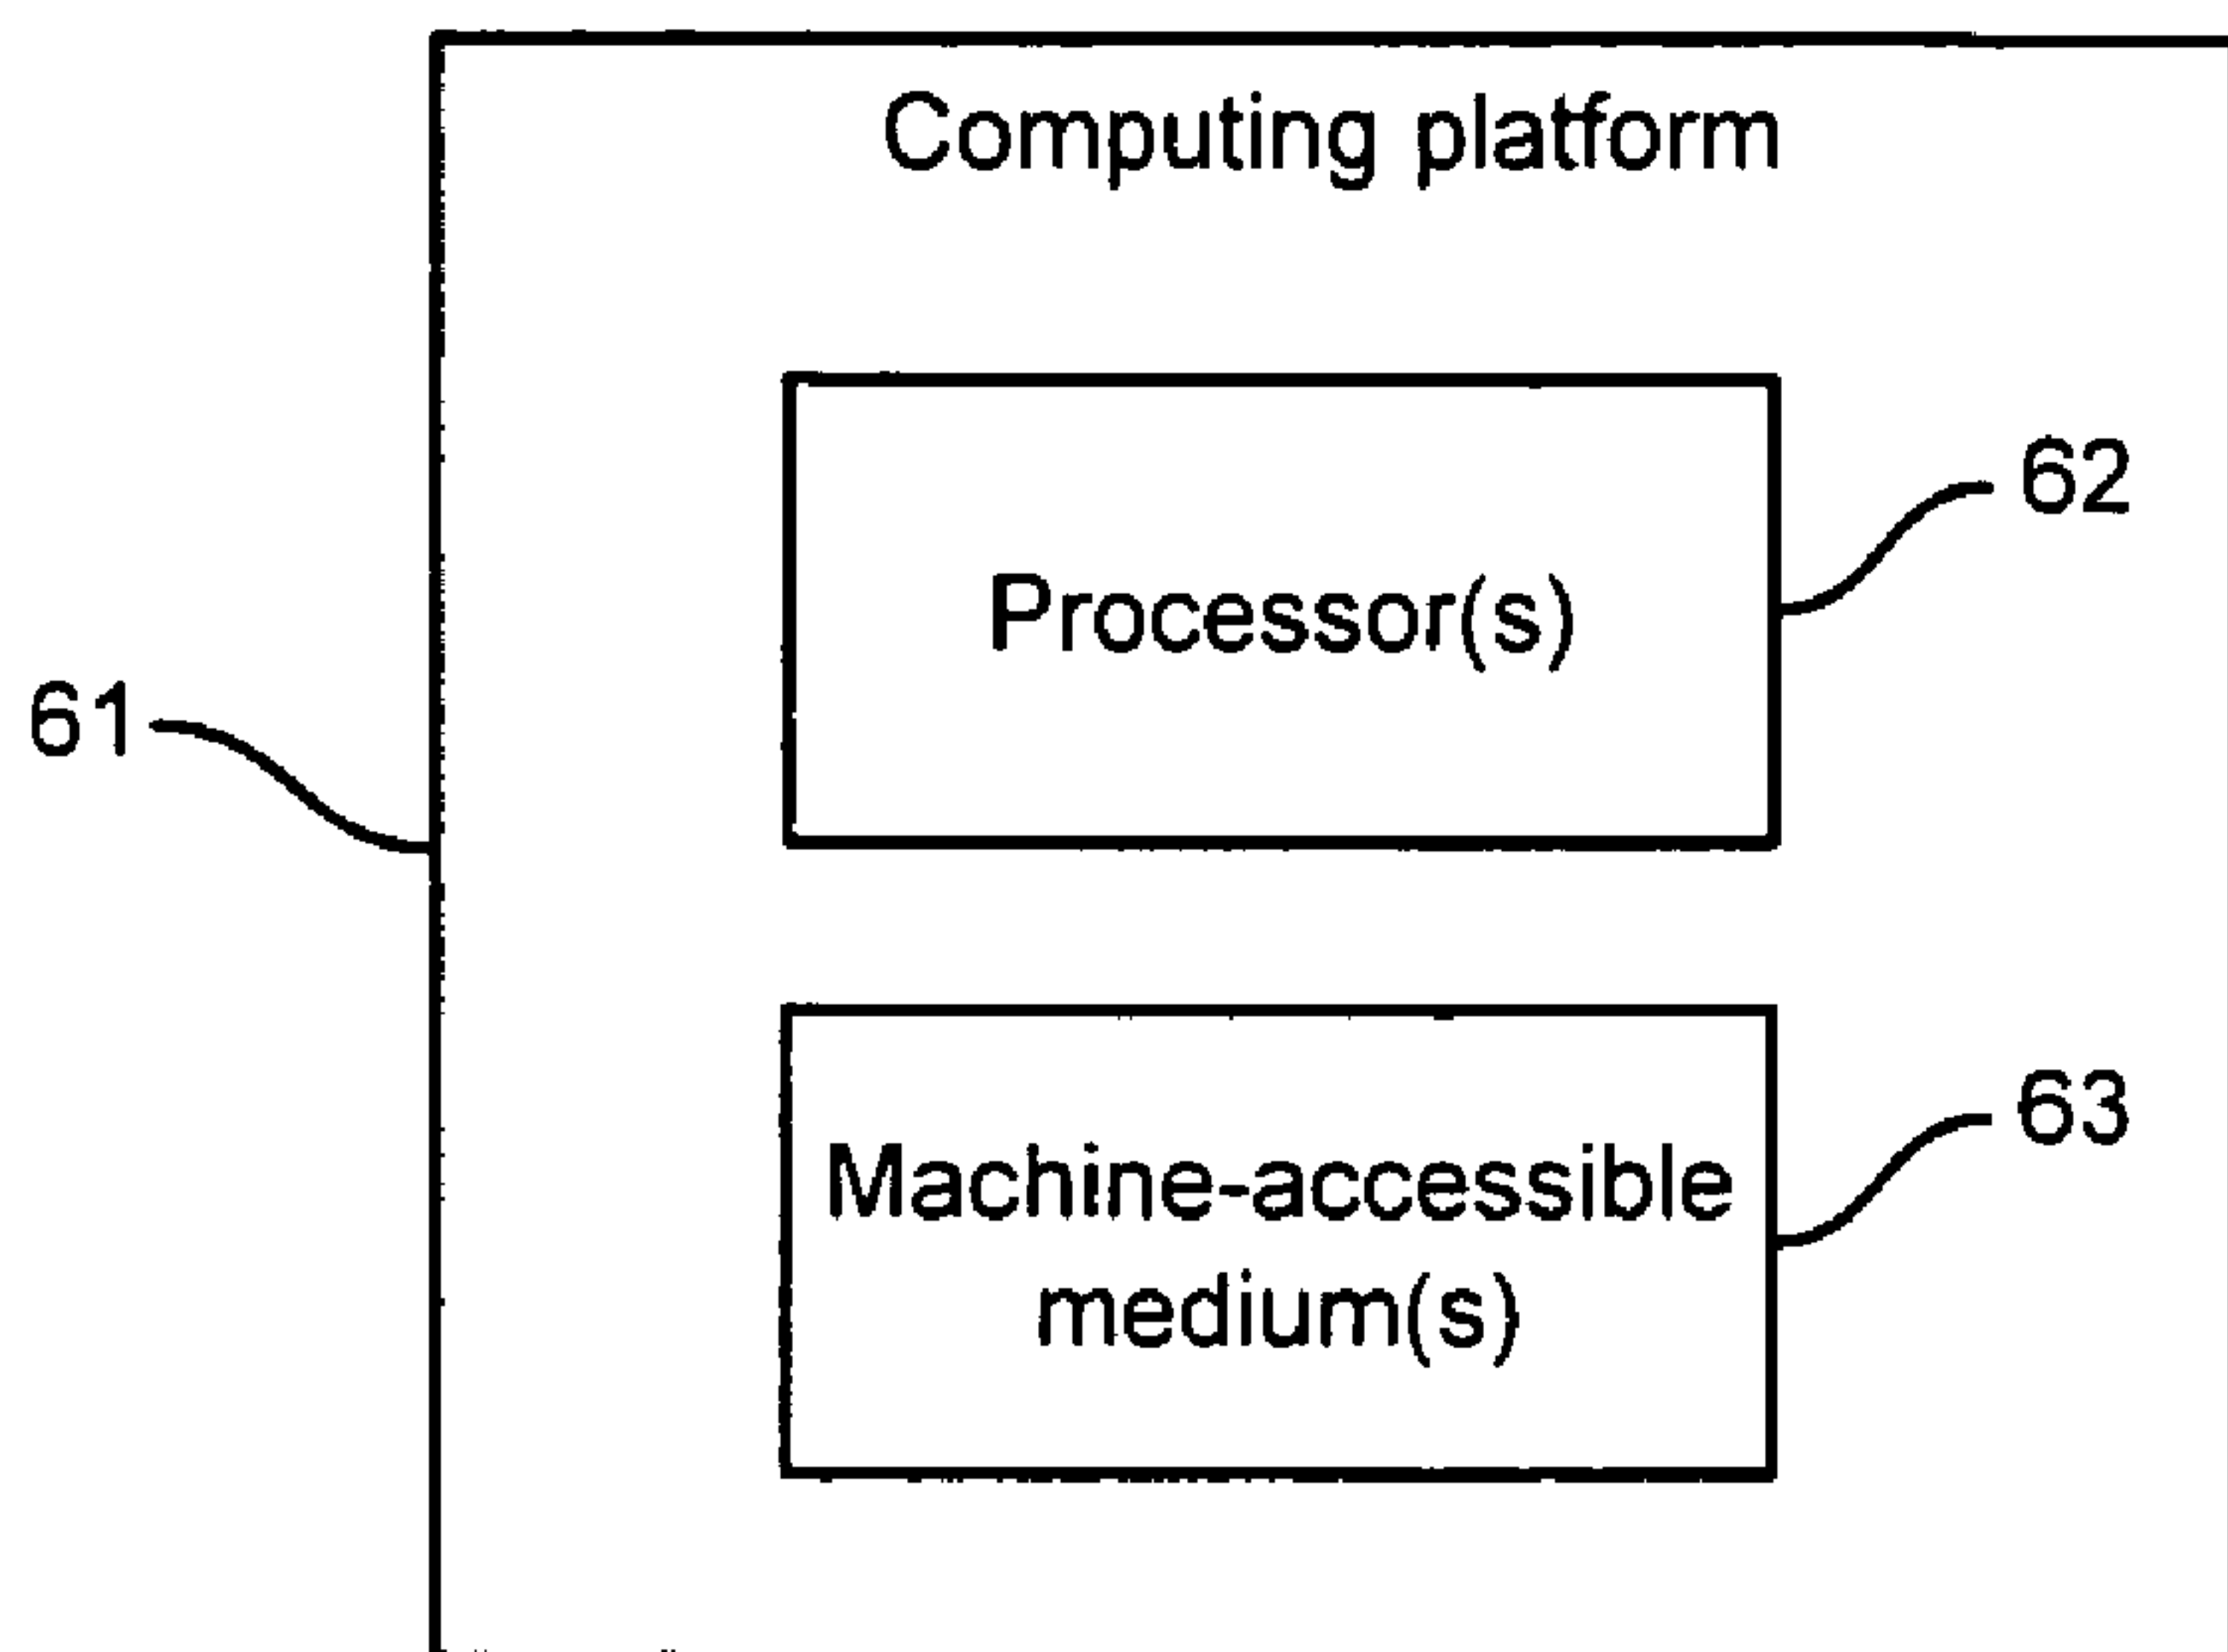 Computing platform
62
Processor(s)
61
63
Machine-accessible
medium(s)